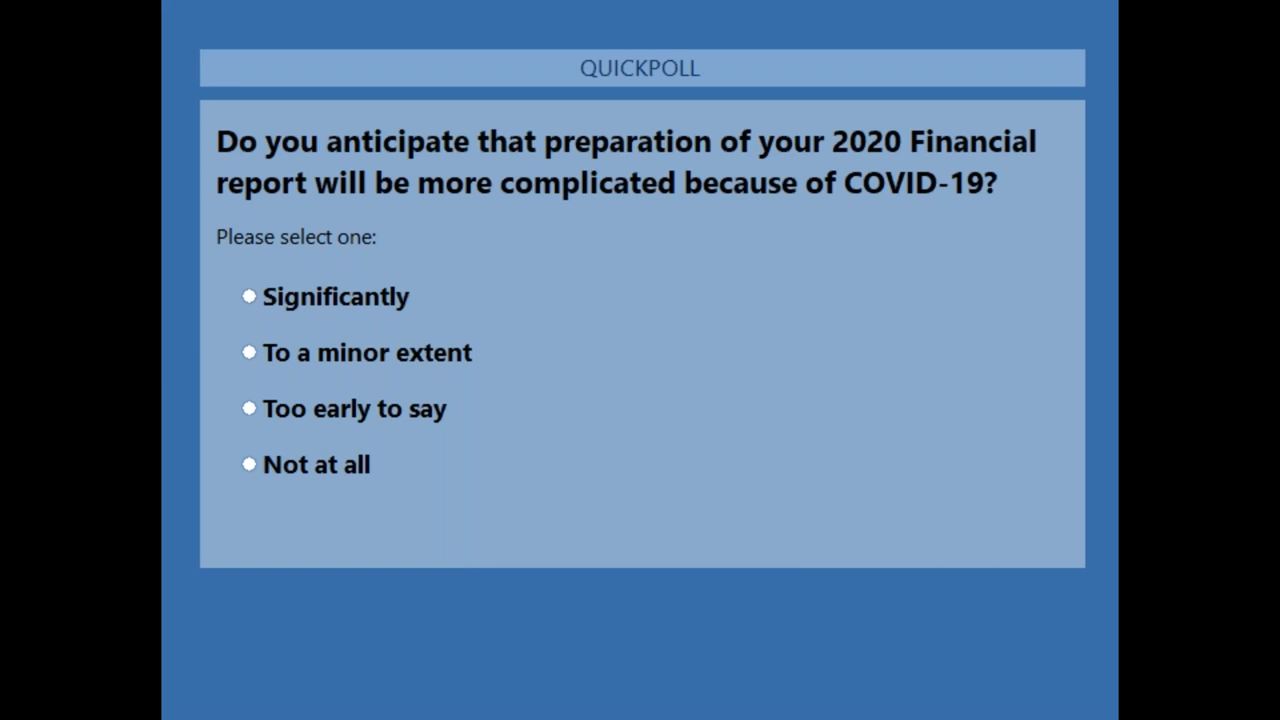 QUICKPOLL
Do you anticipate that preparation of your 2020 Financial
report will be more complicated because of COVID-19?
Please select one:
Significantly
To a minor extent
Too early to say
Not at all